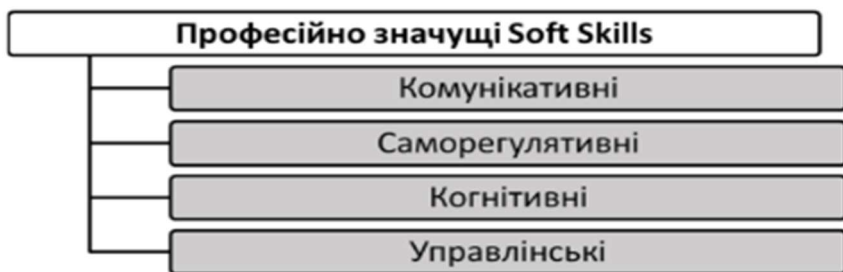 Професійно значущі Soft Skills
Комунікативні
Саморегулятивні
Когнітивні
Управлінські